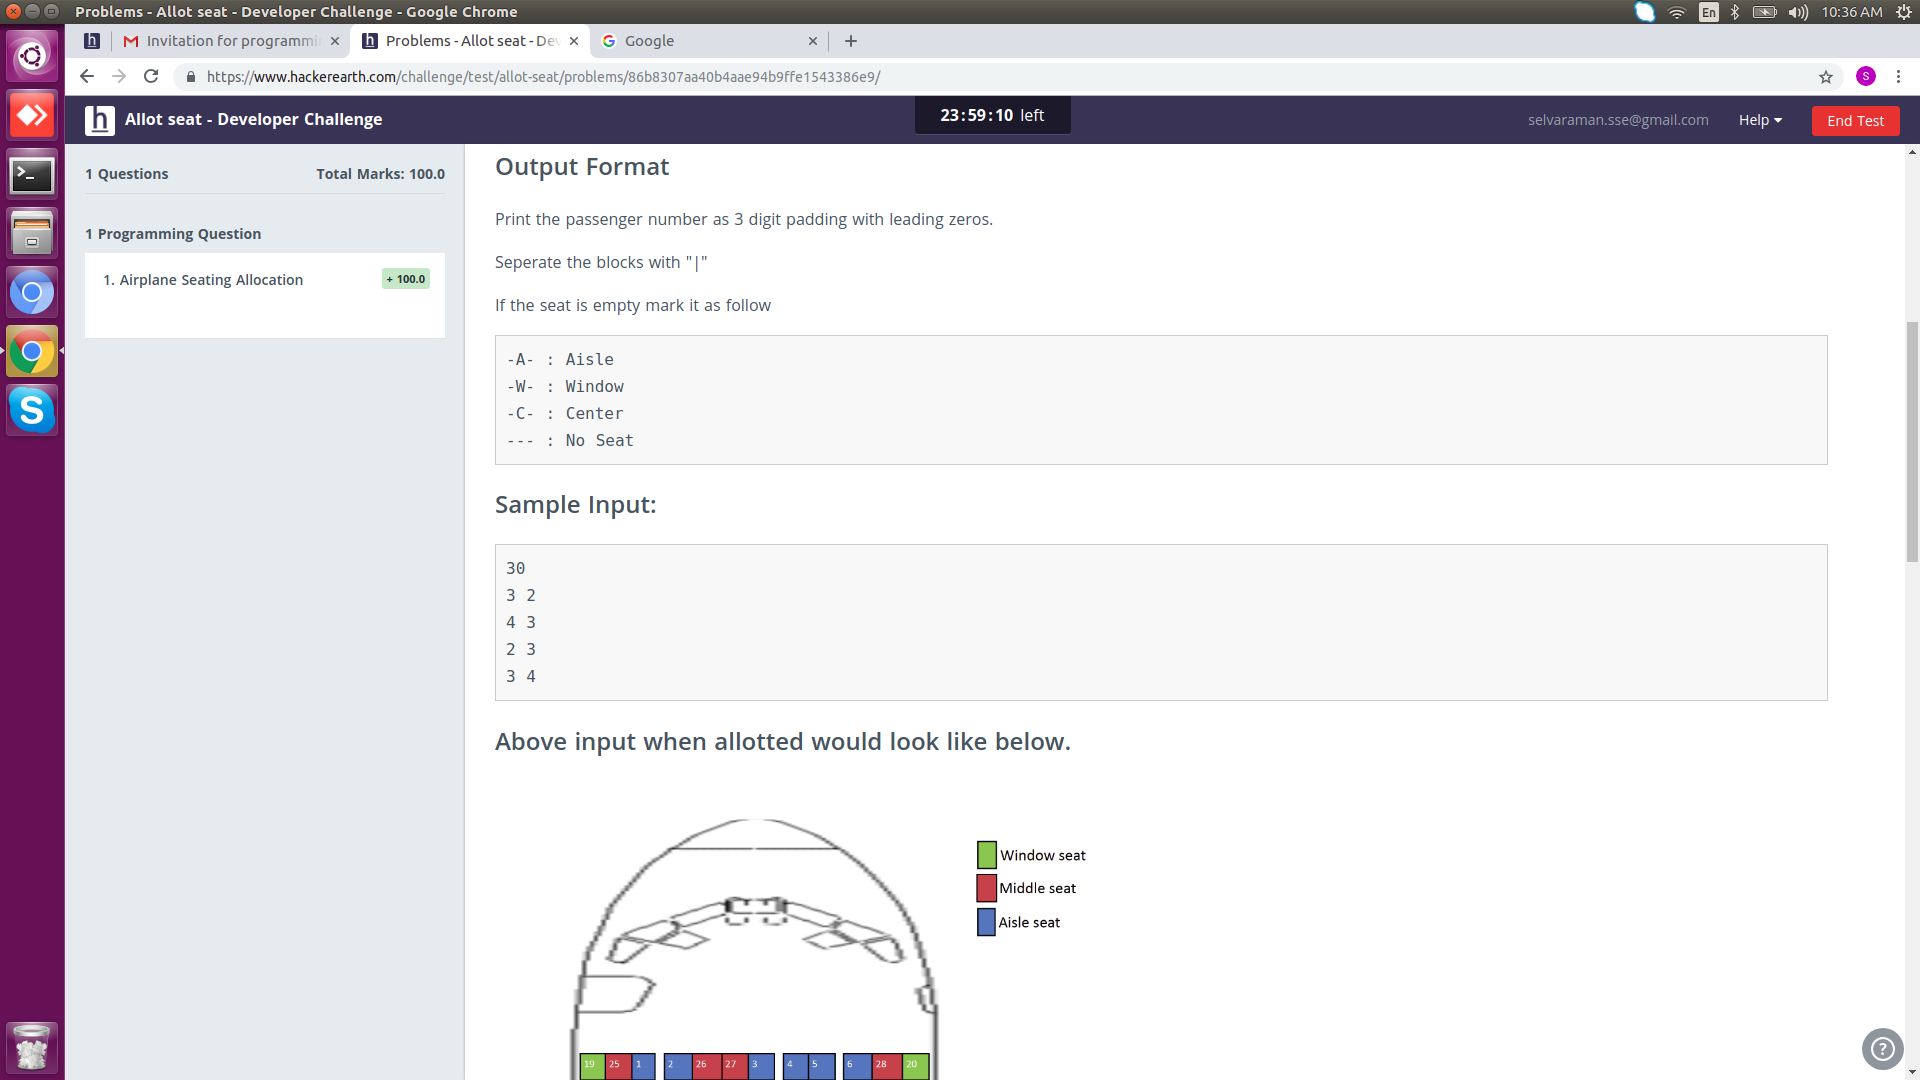 Problems - Allot seat - Developer Challenge - Google Chrome
En
10:36 AM
Invitation for programmi
Problems - Allot seat - De
Google
https://www.hackerearth.com/challenge/test/allot-seat/problems/86b8307aa40b4aae94b9ffe1543386e9/
S
h
Allot seat - Developer Challenge
23:59:10 left
selvaraman.sse@gmail.com
Help
End Test
1 Questions
Total Marks: 100.0
1 Programming Question
1. Airplane Seating Allocation
+ 100.0
Output Format
Print the passenger number as 3 digit padding with leading zeros.
Seperate the blocks with "|"
If the seat is empty mark it as follow
-A- : Aisle
-W- : Window
-C- : Center
--- : No Seat
Sample Input:
30
3 2
4 3
2 3
3 4
Above input when allotted would look like below.
Window seat
Middle seat
Aisle seat
19 25 1 2 26 27 3 4 5 6 28 20